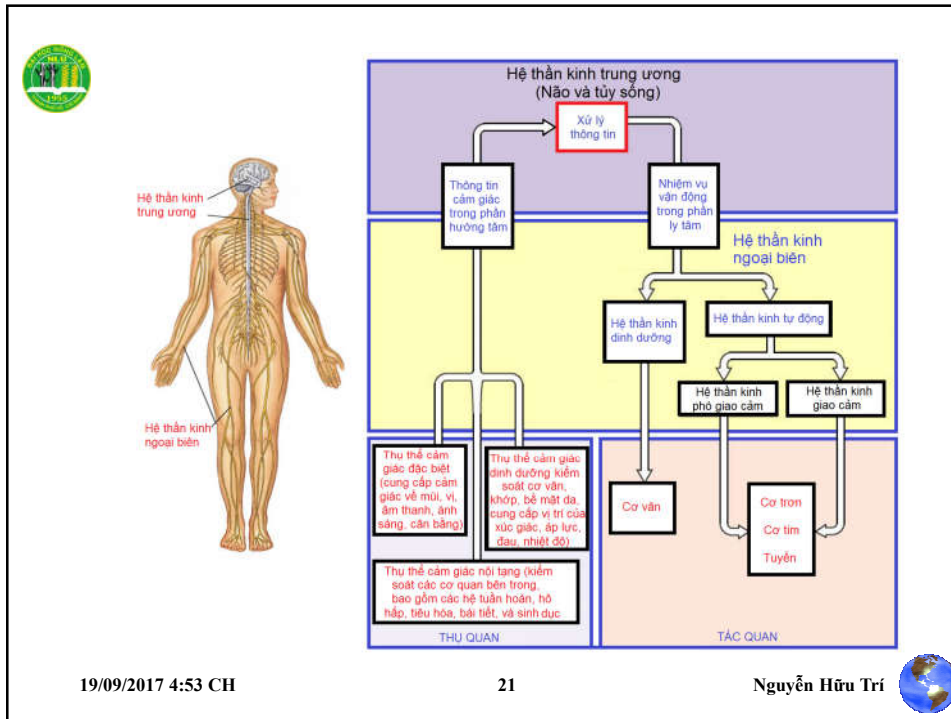 ĐẠI HỌC NÔNG LÂM
NLU
1955
Hệ thần kinh trung ương
(Não và tủy sống)
Xử lý
thông tin
Thông tin
cảm giác
trong phần
hướng tâm
Nhiệm vụ
vận động
trong phần
ly tâm
Hệ thần kinh
trung ương
Hệ thần kinh
ngoại biên
Hệ thần kinh
dinh dưỡng
Hệ thần kinh tự động
Hệ thần kinh
phó giao cảm
Hệ thần kinh
giao cảm
Hệ thần kinh
ngoại biên
Thụ thể cảm
giác đặc biệt
(cung cấp cảm
giác về mùi, vị,
âm thanh, ánh
sáng, cân bằng)
Thụ thể cảm giác
dinh dưỡng kiểm
soát cơ vân,
khớp, bề mặt da,
cung cấp vị trí của
xúc giác, áp lực,
đau, nhiệt độ)
Cơ vân
Cơ trơn
Cơ tim
Tuyến
Thụ thể cảm giác nội tạng (kiểm
soát các cơ quan bên trong,
bao gồm các hệ tuần hoàn, hô
hấp, tiêu hóa, bài tiết, và sinh dục
THỤ QUAN
TÁC QUAN
19/09/2017 4:53 CH
21
Nguyễn Hữu Trí